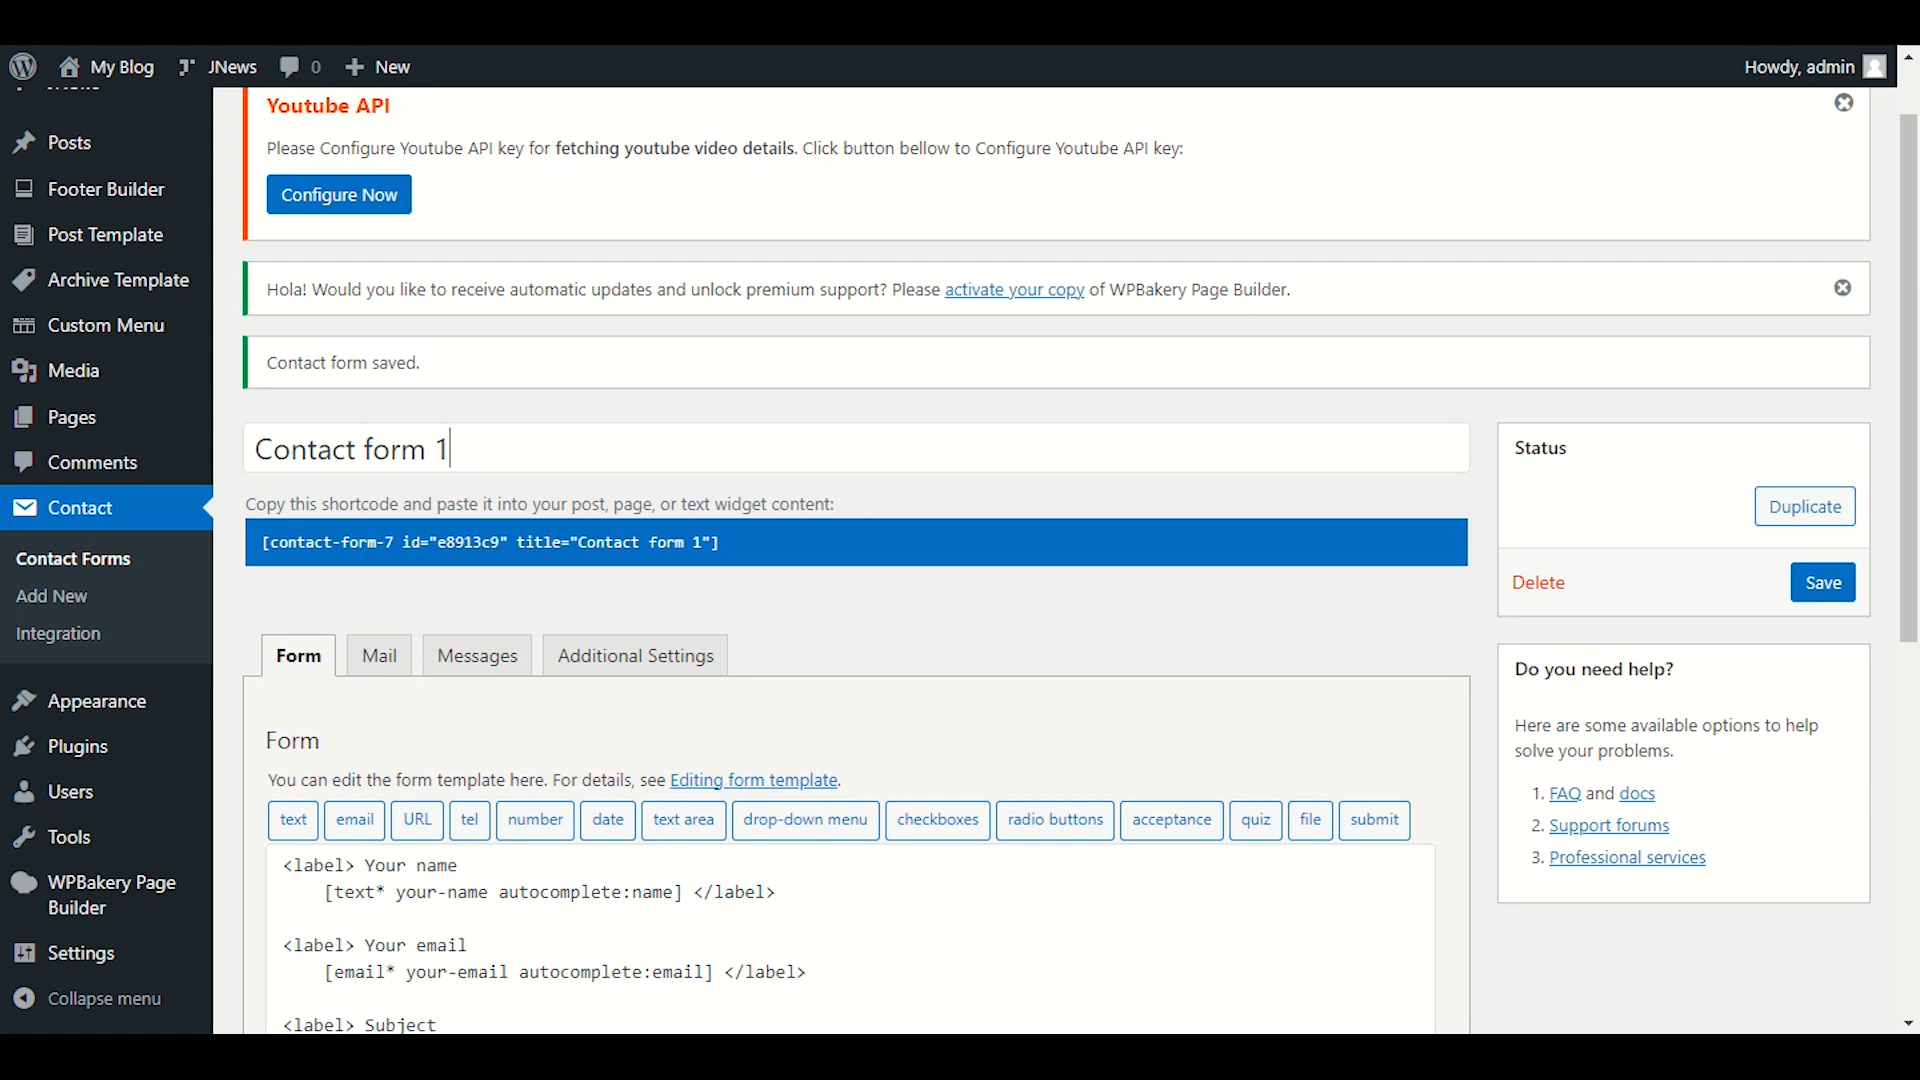 My Blog
JNews
0
New
Howdy, admin
Posts
Footer Builder
Post Template
Archive Template
Custom Menu
Media
Pages
Comments
Contact
Contact Forms
Add New
Integration
Appearance
Plugins
Users
Tools
WPBakery Page
Builder
Settings
Collapse menu
Youtube API
Please Configure Youtube API key for fetching youtube video details. Click button bellow to Configure Youtube API key:
Configure Now
Hola! Would you like to receive automatic updates and unlock premium support? Please activate your copy of WPBakery Page Builder.
Contact form saved.
Contact form 1
Copy this shortcode and paste it into your post, page, or text widget content:
[contact-form-7 id="e8913c9" title="Contact form 1"]
Form
Mail
Messages
Additional Settings
Form
You can edit the form template here. For details, see Editing form template.
text
email
URL
tel
number
date
text area
drop-down menu
checkboxes
radio buttons
acceptance
quiz
file
submit
<label> Your name
[text* your-name autocomplete:name] </label>
<label> Your email
[email* your-email autocomplete:email] </label>
<label> Subject
Status
Duplicate
Delete
Save
Do you need help?
Here are some available options to help
solve your problems.
1. FAQ and docs
2. Support forums
3. Professional services